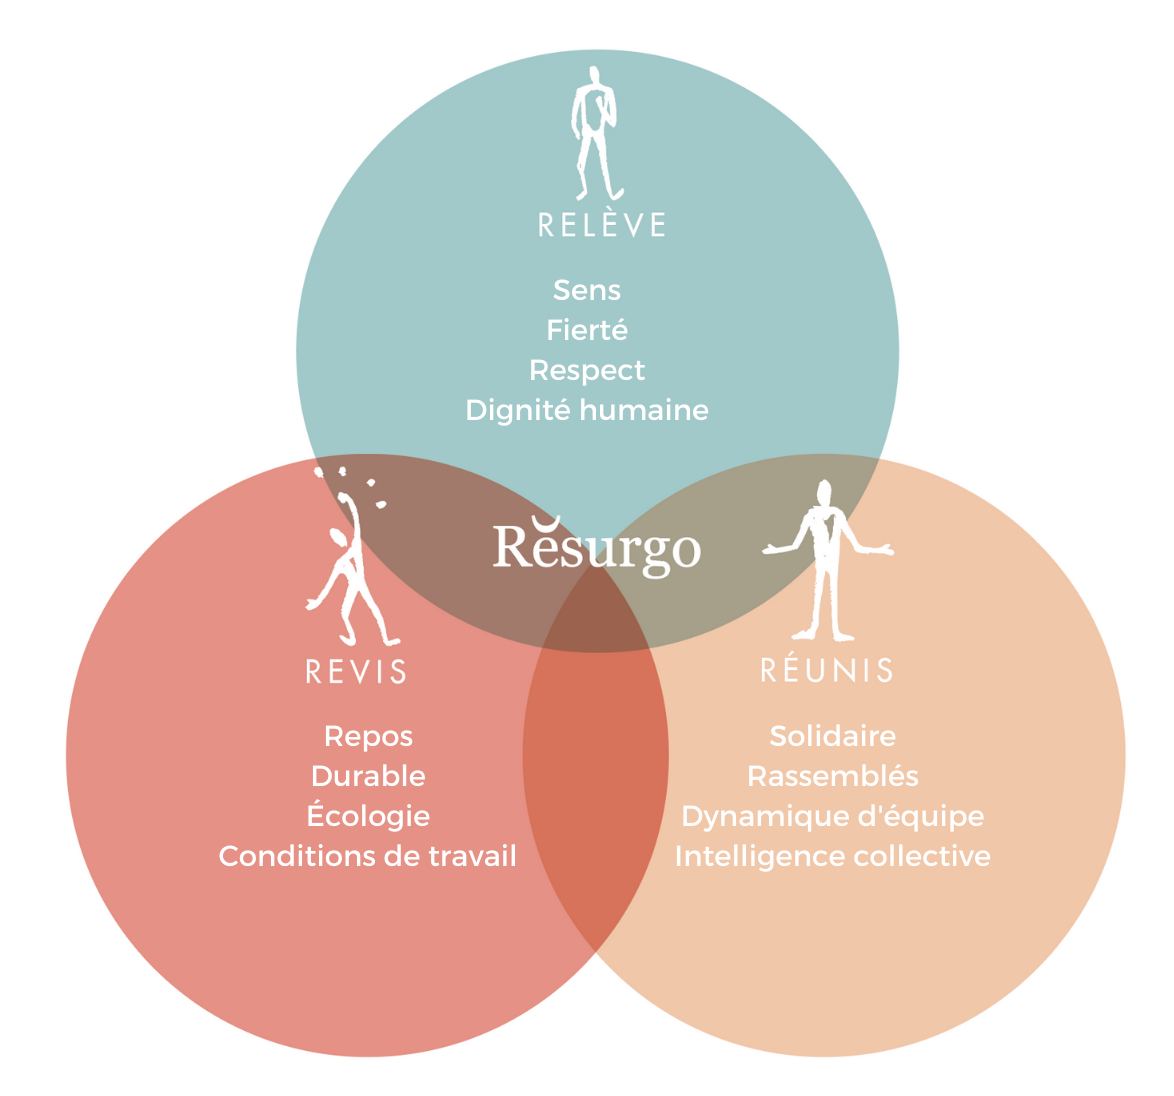 RELÈVE
Sens
Fierté
Respect
Dignité humaine
Rĕsurgo
REVIS
Repos
Durable
Écologie
Conditions de travail
RÉUNIS
Solidaire
Rassemblés
Dynamique d'équipe
Intelligence collective